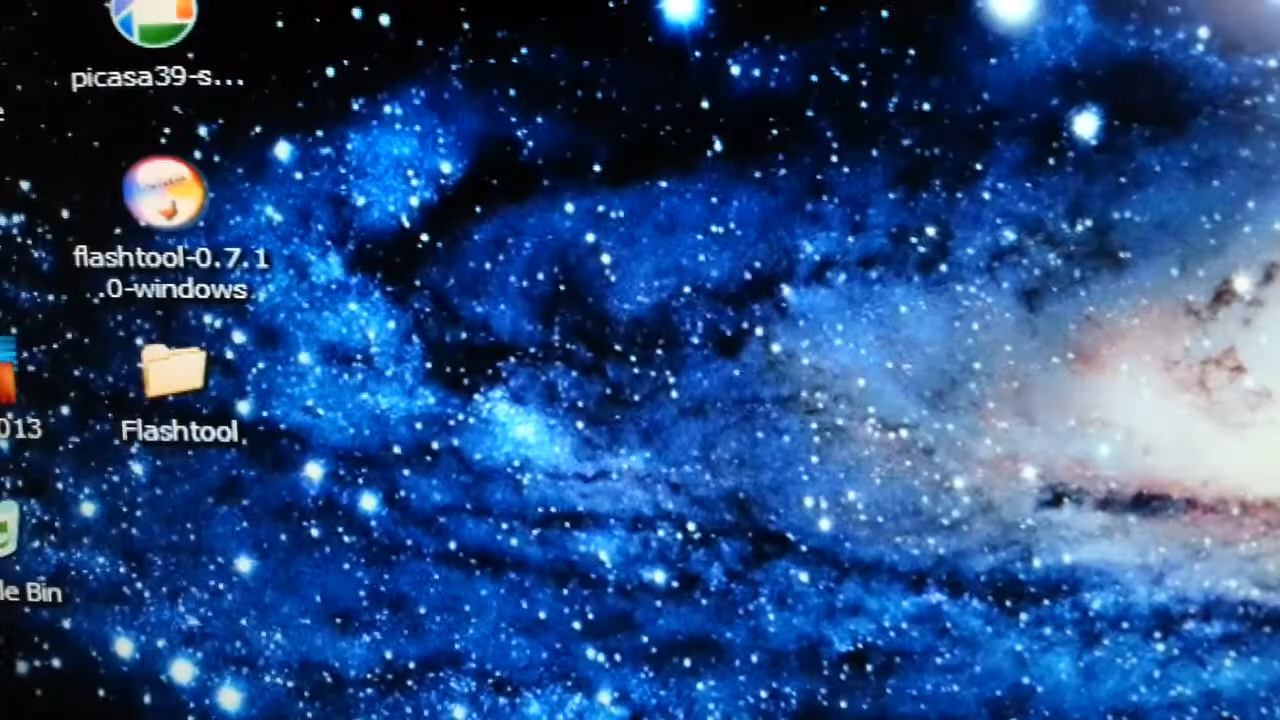 picasa39-s...
flashtool-0.7.1
.0-windows
Flashtool
013
le Bin